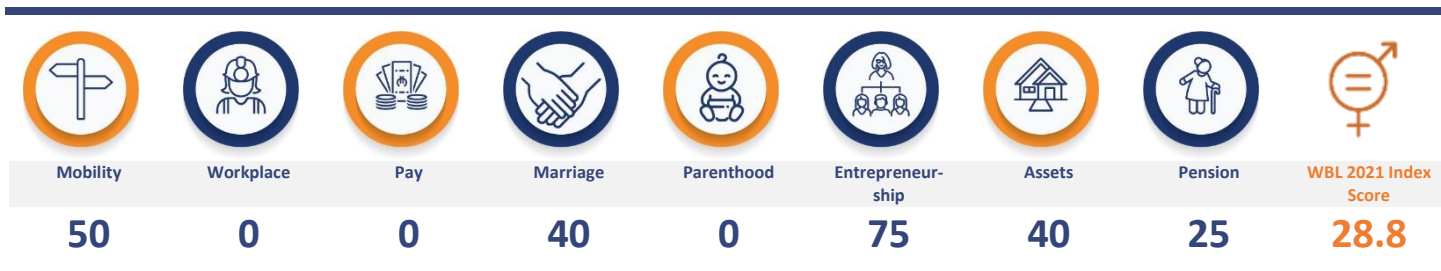 Mobility
Workplace
Pay
Marriage
Parenthood
Entrepreneur-
ship
Assets
Pension
WBL 2021 Index
Score
50
0
0
40
0
75
40
25
28.8